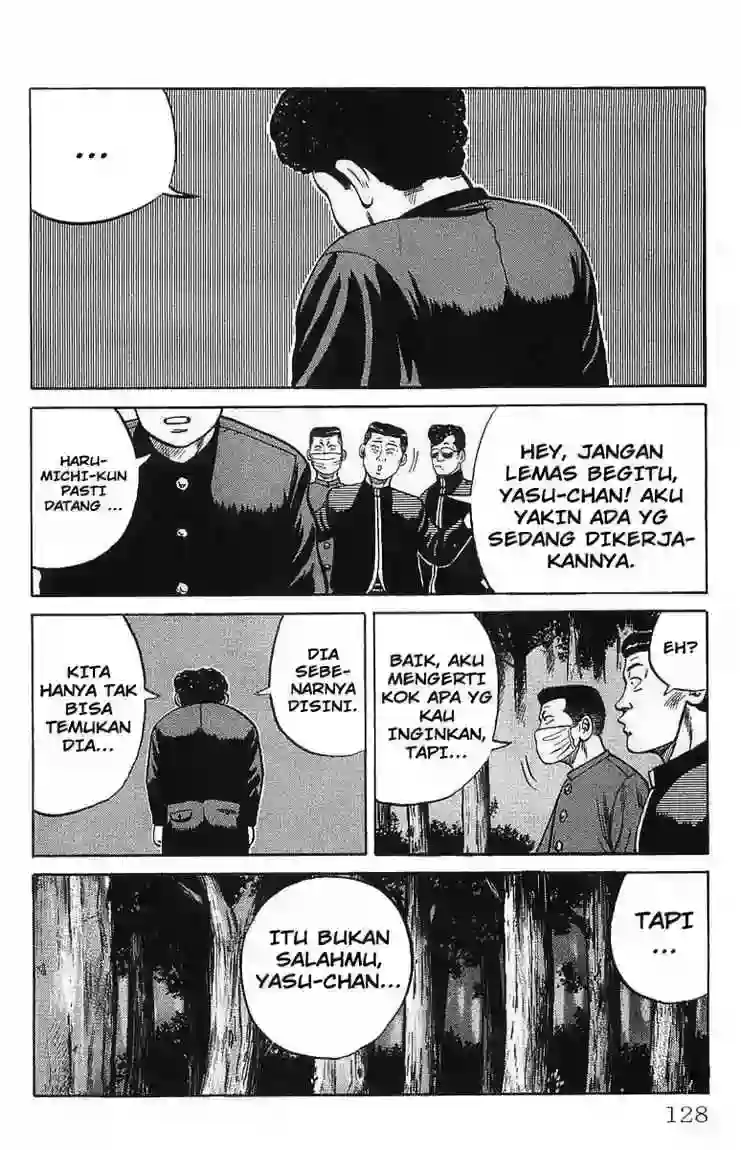 ...
HEY, JANGAN
LEMAS BEGITU,
YASU-CHAN! AKU
YAKIN ADA YG
SEDANG DIKERJA-
KANNYA.
HARU-
MICHI-KUN
PASTI
DATANG ...
EH?
BAIK, AKU
MENGERTI
KOK APA YG
KAU
INGINKAN,
TAPI...
DIA
SEBE-
NARNYA
DISINI.
KITA
HANYA TAK
BISA
TEMUKAN
DIA...
TAPI
...
ITU BUKAN
SALAHMU,
YASU-CHAN...
128